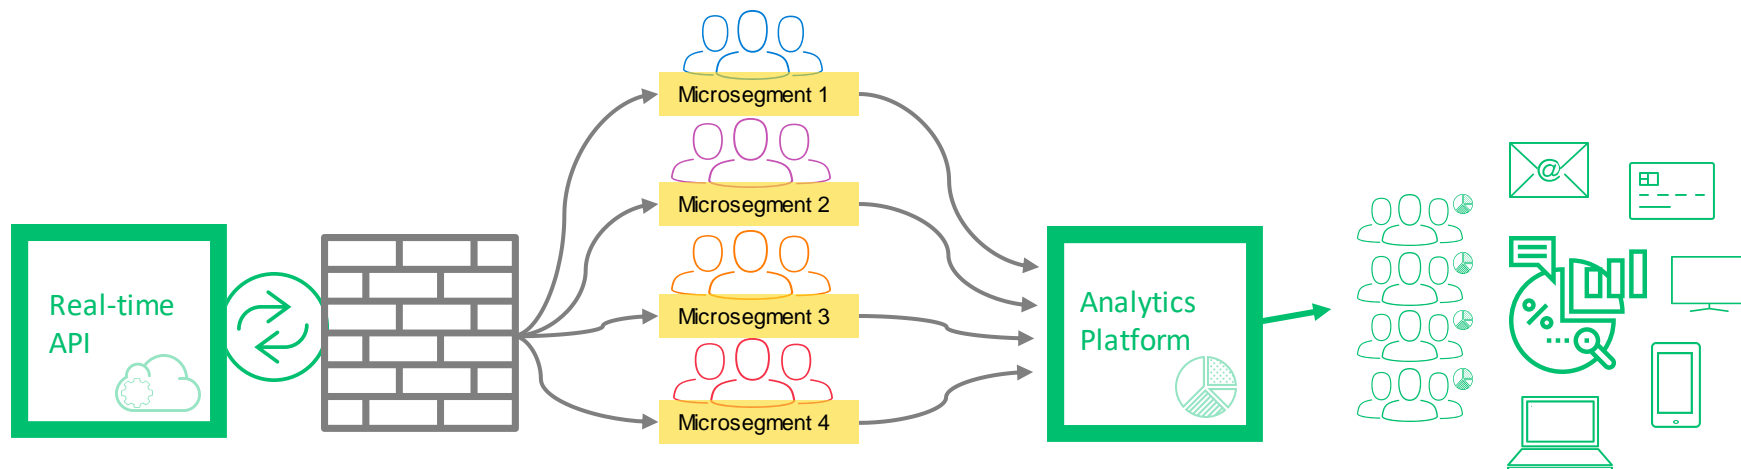 Microsegment 1
Microsegment 2
Microsegment 3
Microsegment 4
Real-time
API
Analytics
Platform
@
%